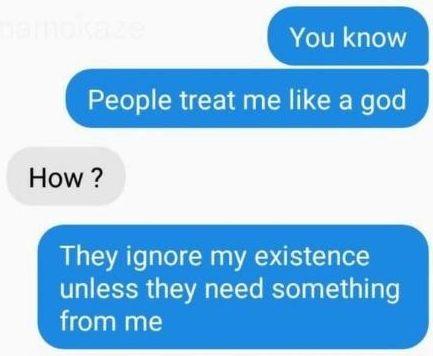 You know
People treat me like a god
How ?
They ignore my existence
unless they need something
from me